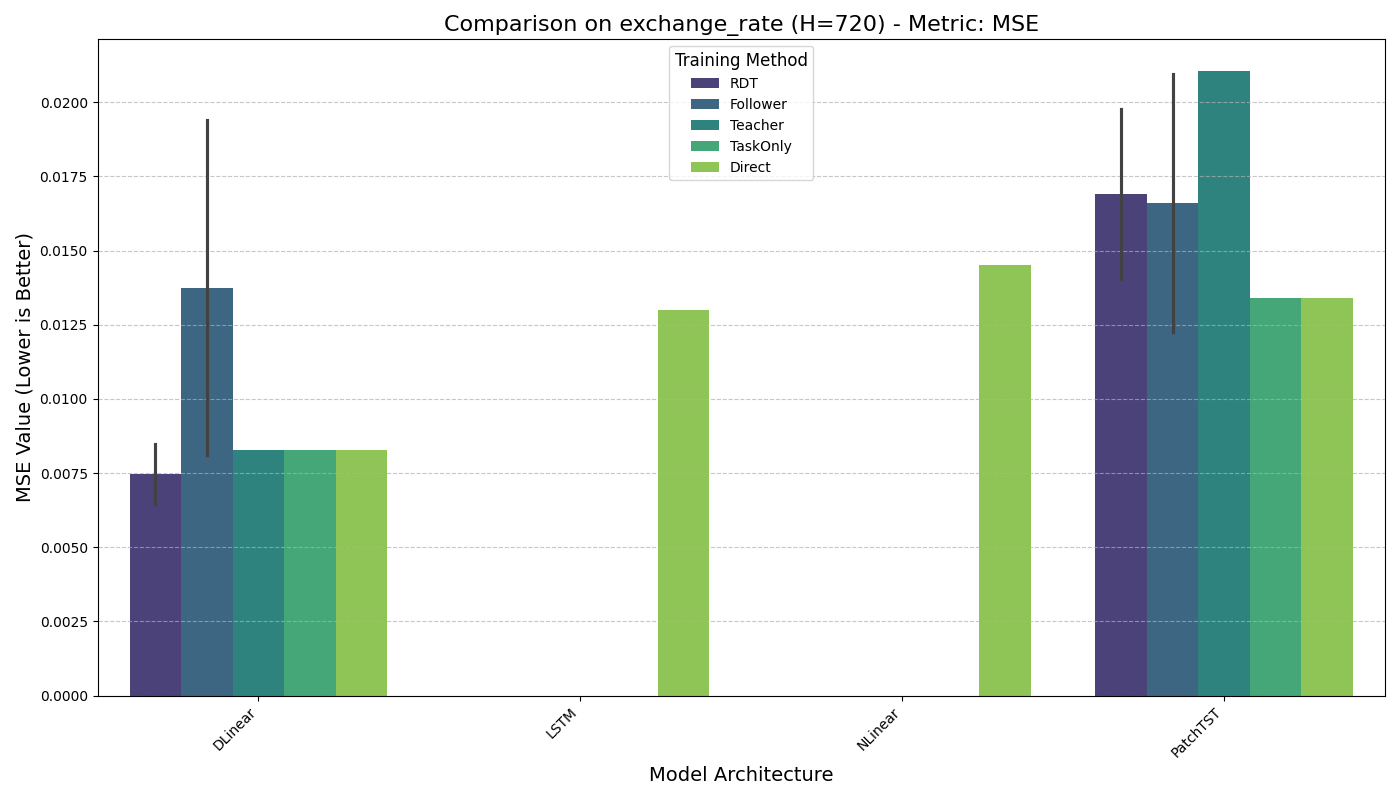 Comparison on exchange_rate (H=720) - Metric: MSE
Training Method
RDT
Follower
Teacher
TaskOnly
Direct
MSE Value (Lower is Better)
0.0200
0.0175
0.0150
0.0125
0.0100
0.0075
0.0050
0.0025
0.0000
DLinear
LSTM
NLinear
PatchTST
Model Architecture